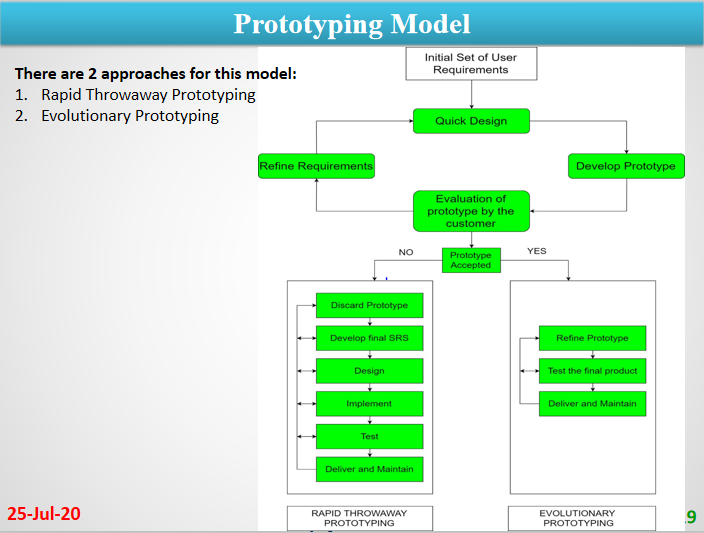 Prototyping Model
There are 2 approaches for this model:
1. Rapid Throwaway Prototyping
2. Evolutionary Prototyping
Initial Set of User
Requirements
Quick Design
Refine Requirements
Develop Prototype
Evaluation of
prototype by the
customer
NO
Prototype
Accepted
YES
Discard Prototype
Develop final SRS
Design
Implement
Test
Deliver and Maintain
Refine Prototype
Test the final product
Deliver and Maintain
RAPID THROWAWAY
PROTOTYPING
EVOLUTIONARY
PROTOTYPING
25-Jul-20
9